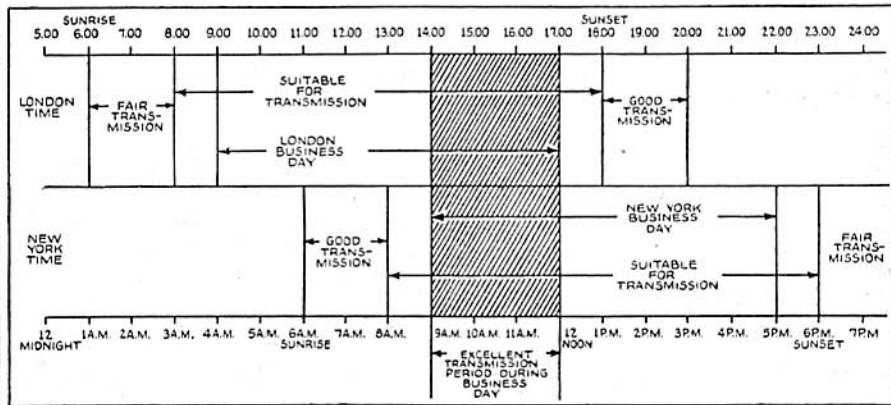 SUNRISE SUNSET
5.00 6.00 7.00 8.00 9.00 10.00 11.00 12.00 13.00 14.00 15.00 16.00 17.00 18.00 19.00 20.00 21.00 22.00 23.00 24.00
LONDON
TIME
FAIR
TRANS-
MISSION
SUITABLE
FOR
TRANSMISSION
LONDON
BUSINESS
DAY
GOOD
TRANS-
MISSION
NEW
YORK
TIME
GOOD
TRANS-
MISSION
NEW YORK
BUSINESS
DAY
SUITABLE
FOR
TRANSMISSION
FAIR
TRANS-
MISSION
12 1A.M. 2A.M. 3A.M. 4A.M. 5A.M. 6A.M. 7A.M. 8A.M. 9A.M. 10A.M. 11A.M. 12 1P.M. 2P.M. 3P.M. 4P.M. 5P.M. 6P.M. 7P.M.
MIDNIGHT SUNRISE NOON SUNSET
EXCELLENT
TRANSMISSION
PERIOD DURING
BUSINESS
DAY